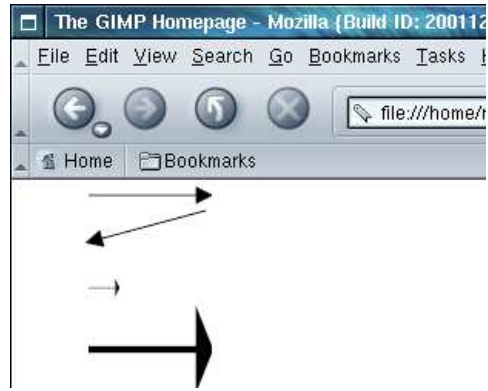 The GIMP Homepage - Mozilla {Build ID: 200112
File Edit View Search Go Bookmarks Tasks
file:///home/
Home Bookmarks